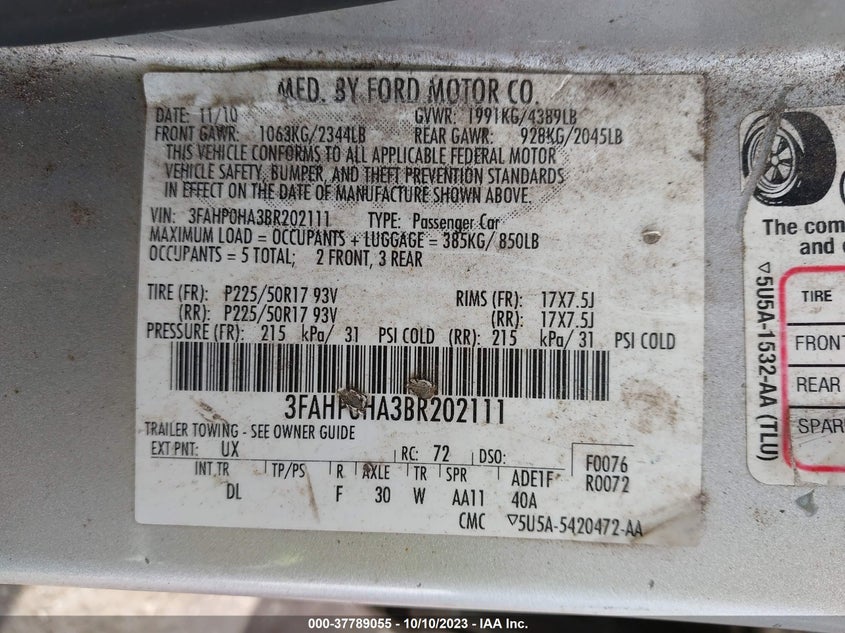 MFD. BY FORD MOTOR CO.
DATE: 11/10 GVWR: 1991KG/4389LB
FRONT GAWR: 1063KG/2344LB REAR GAWR: 928KG/2045LB
THIS VEHICLE CONFORMS TO ALL APPLICABLE FEDERAL MOTOR
VEHICLE SAFETY, BUMPER, AND THEFT PREVENTION STANDARDS
IN EFFECT ON THE DATE OF MANUFACTURE SHOWN ABOVE.
VIN: 3FAHP0HA3BR202111 TYPE: Passenger Car
MAXIMUM LOAD = OCCUPANTS + LUGGAGE = 385KG/ 850LB
OCCUPANTS = 5 TOTAL; 2 FRONT, 3 REAR
TIRE (FR): P225/50R17 93V RIMS (FR): 17X7.5J
(RR): P225/50R17 93V (RR): 17X7.5J
PRESSURE (FR): 215 kPa/ 31 PSI COLD (RR): 215 kPa/ 31 PSI COLD
3FAHP0HA3BR202111
TRAILER TOWING - SEE OWNER GUIDE
EXT PNT: UX RC: 72 DSO: F0076
R0072
INT TR TP/PS R AXLE TR SPR ADE1F
DL F 30 W AA11 40A
CMC ▽5U5A-5420472-AA
The com
and
▽5U5A-1532-AA (TLU)
TIRE
FRONT
REAR
SPAR
000-37789055 - 10/10/2023 - IAA Inc.